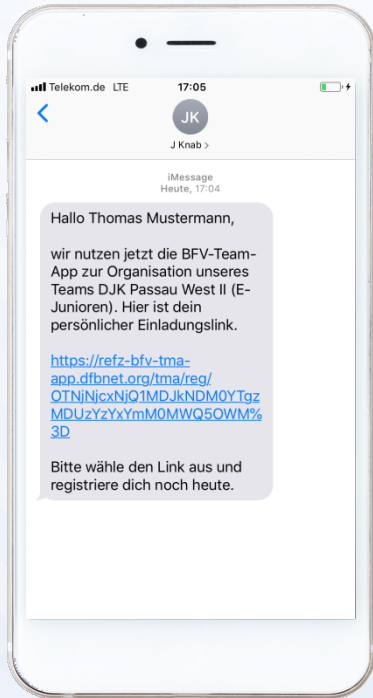 Telekom.de LTE 17:05
JK
J Knab >
iMessage
Heute, 17:04
Hallo Thomas Mustermann,
wir nutzen jetzt die BFV-Team-
App zur Organisation unseres
Teams DJK Passau West II (E-
Junioren). Hier ist dein
persönlicher Einladungslink.
https://refz-bfv-tma-
app.dfbnet.org/tma/reg/
OTNjNjcxNjQ1MDJkNDM0YTgz
MDUzYzYxYmM0MWQ5OWM%
3D
Bitte wähle den Link aus und
registriere dich noch heute.